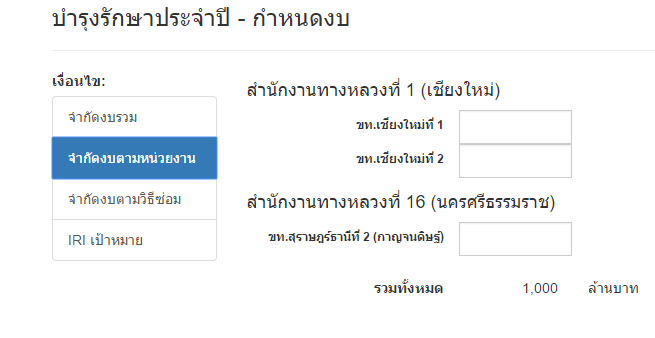 บำรุงรักษาประจำปี - กำหนดงบ
เงื่อนไข:
จำกัดงบรวม
จำกัดงบตามหน่วยงาน
จำกัดงบตามวิธีซ่อม
IRI เป้าหมาย
สำนักงานทางหลวงที่ 1 (เชียงใหม่)
ขท.เชียงใหม่ที่ 1
ขท.เชียงใหม่ที่ 2
สำนักงานทางหลวงที่ 16 (นครศรีธรรมราช)
ขท.สุราษฎร์ธานีที่ 2 (กาญจนดิษฐ์)
รวมทั้งหมด 1,000 ล้านบาท